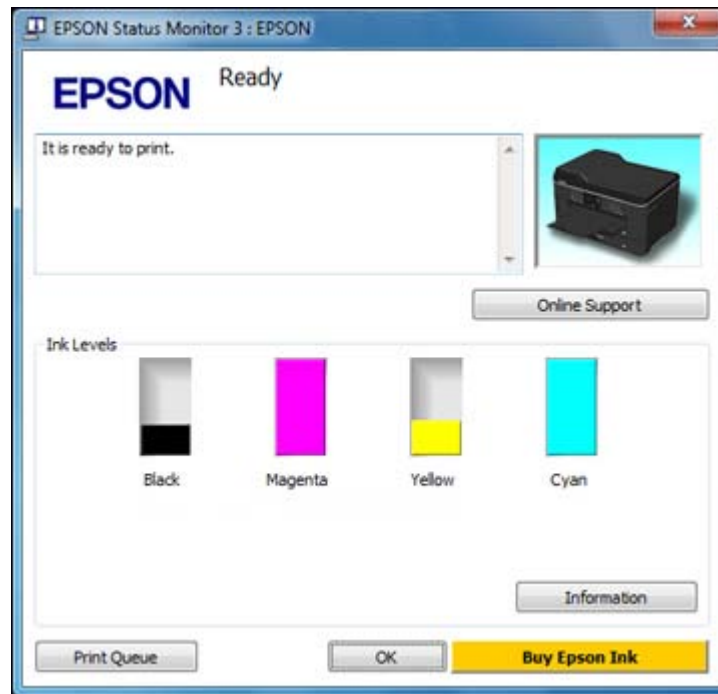 EPSON Status Monitor 3 : EPSON
EPSON
Ready
It is ready to print.
Online Support
Ink Levels
Black Magenta Yellow Cyan
Information
Print Queue OK Buy Epson Ink